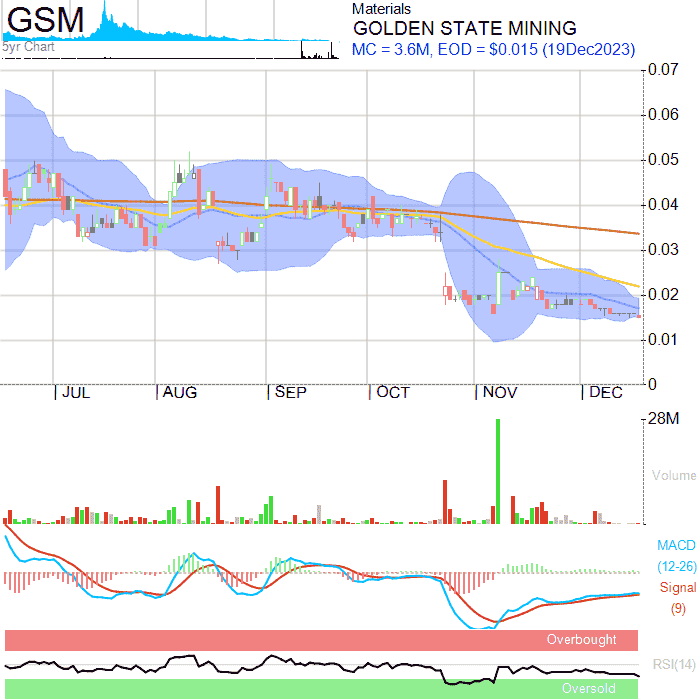 GSM
5yr Chart
Materials
GOLDEN STATE MINING
MC = 3.6M, EOD = $0.015 (19Dec2023)
0.07
0.06
0.05
0.04
0.03
0.02
0.01
0
JUL
AUG
SEP
OCT
NOV
DEC
28M
Volume
MACD
(12-26)
Signal
(9)
Overbought
RSI(14)
Oversold